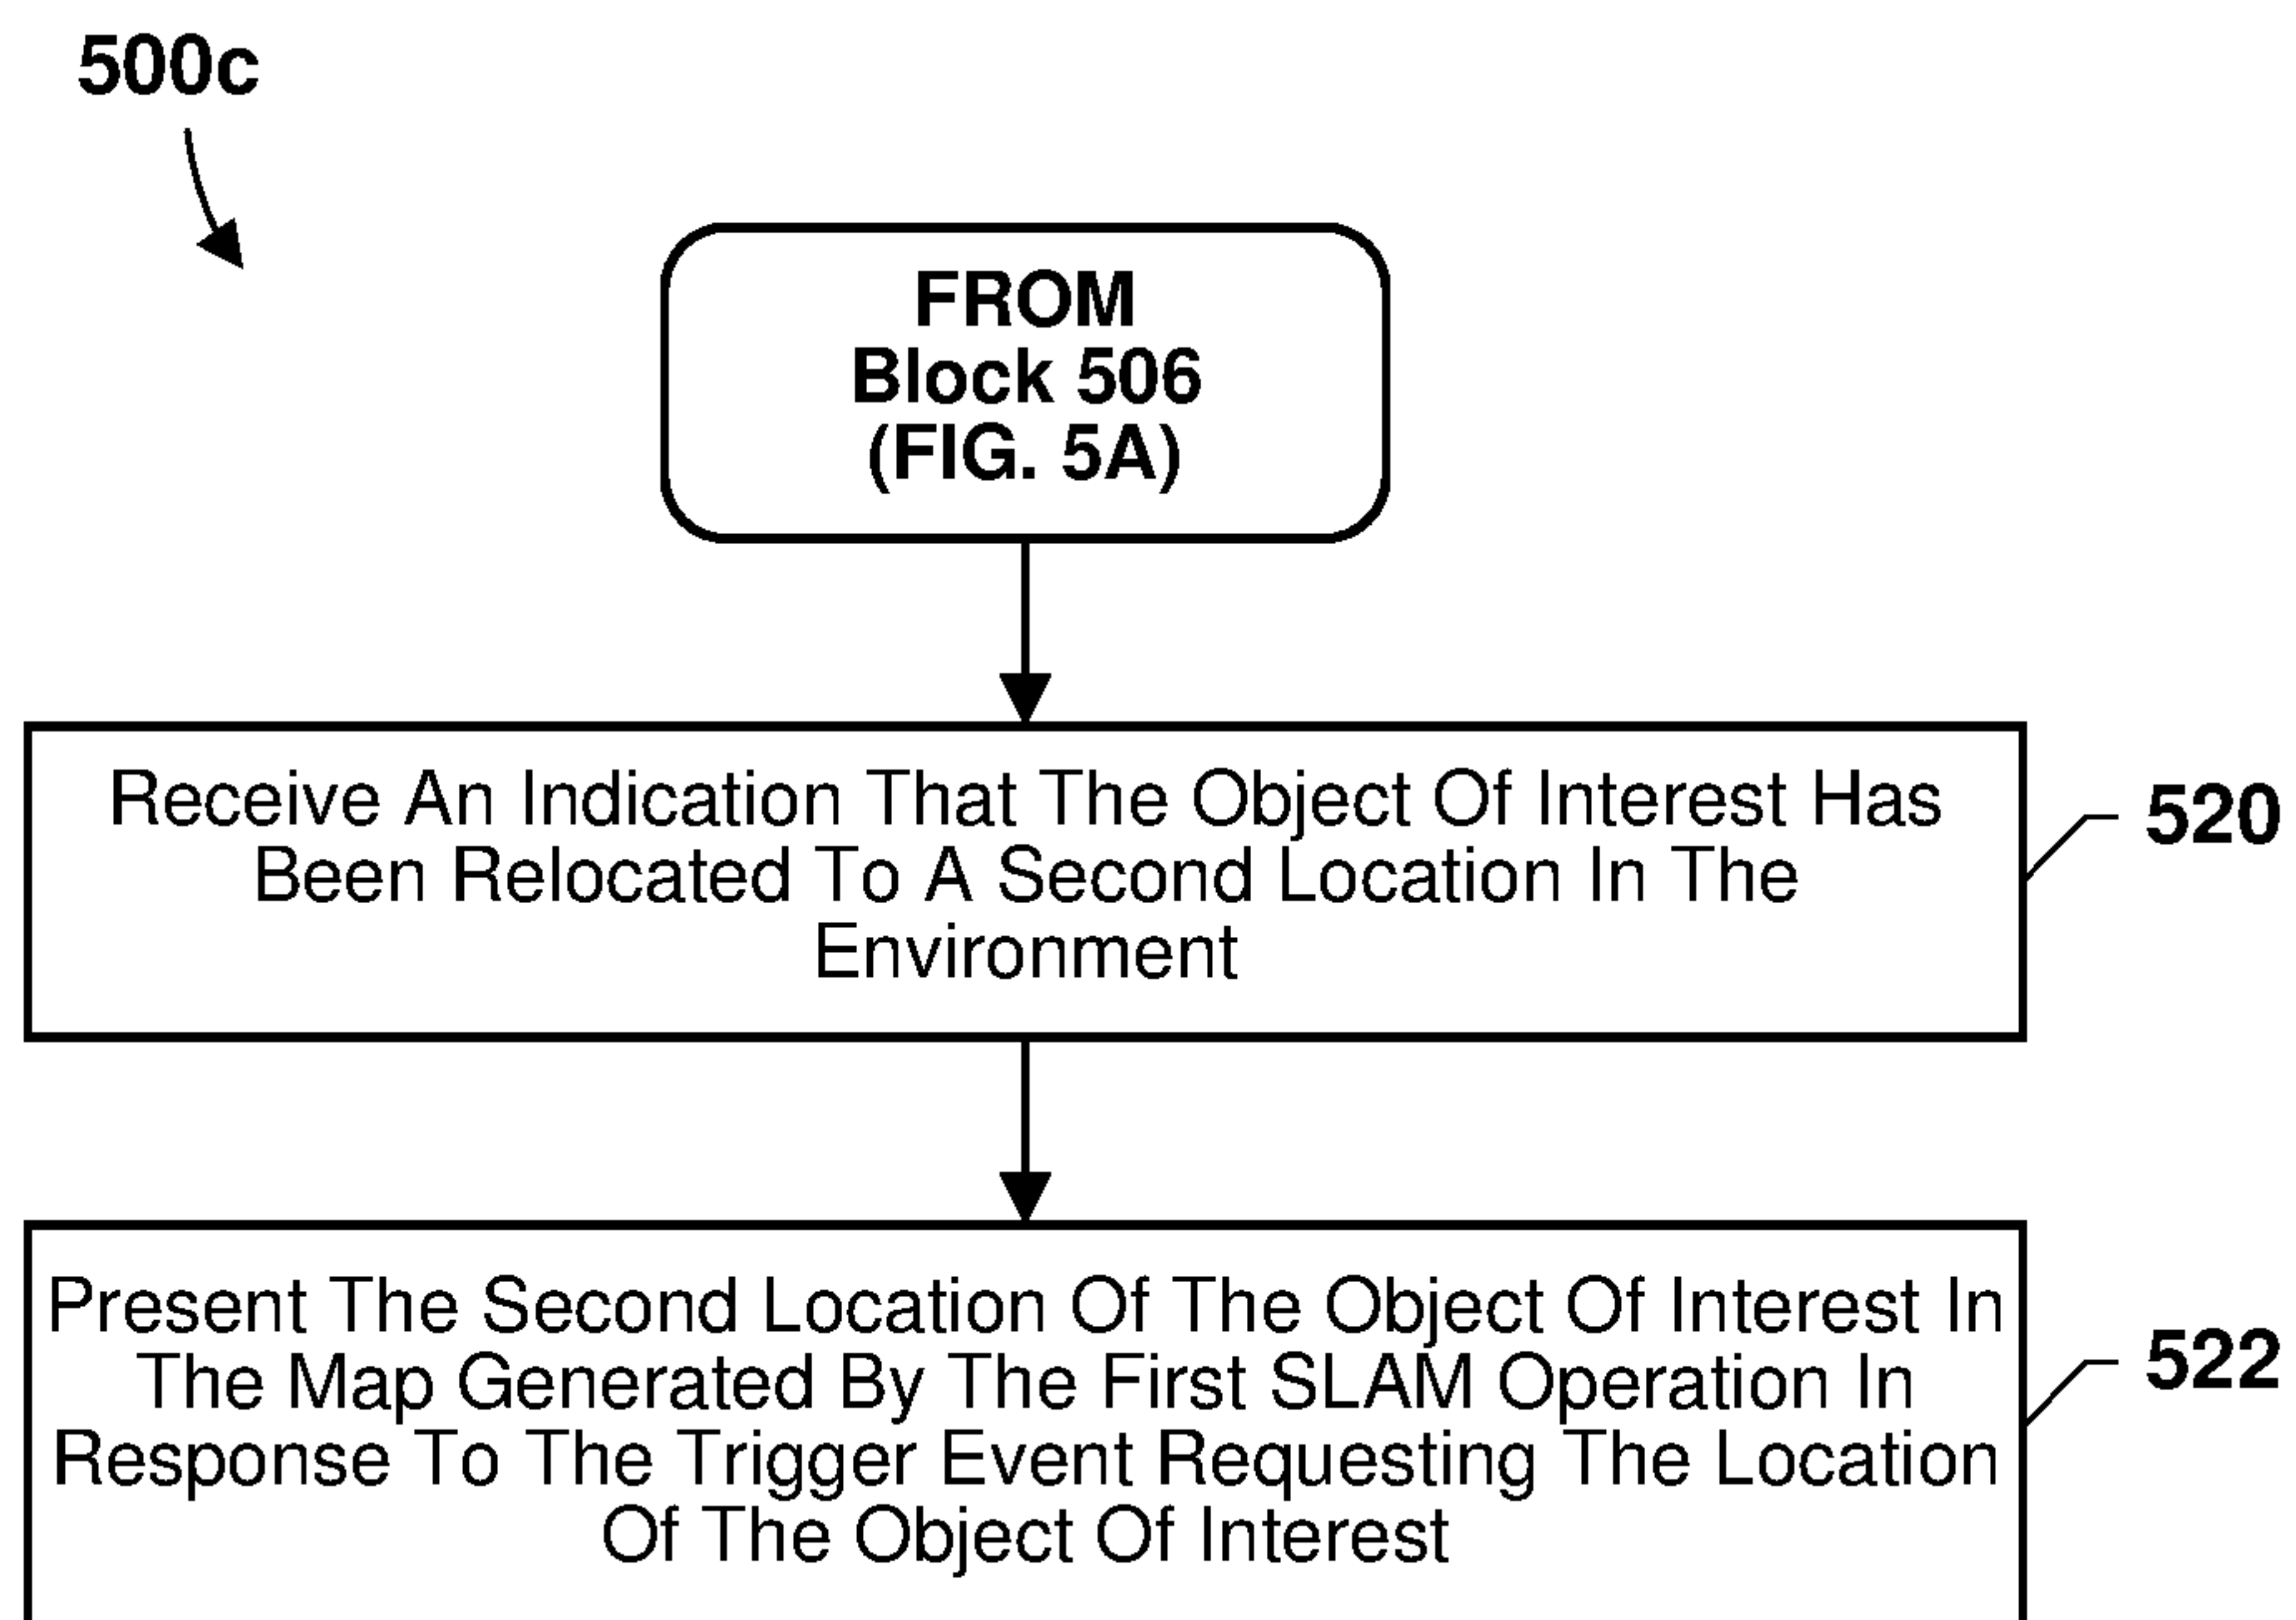 500c
FROM
Block 506
(FIG. 5A)
Receive An Indication That The Object Of Interest Has
Been Relocated To A Second Location In The
Environment
520
Present The Second Location Of The Object Of Interest In
The Map Generated By The First SLAM Operation In
Response To The Trigger Event Requesting The Location
Of The Object Of Interest
522